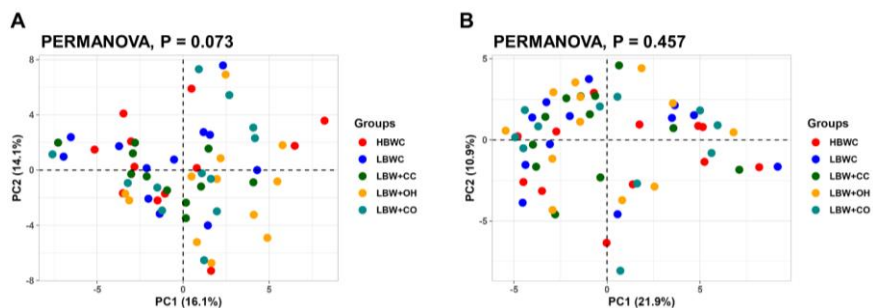 A
PERMANOVA, P = 0.073
8
4
0
-4
-8
PC2 (14.1%)
-5
0
5
PC1 (16.1%)
Groups
HBWC
LBWC
LBW+CC
LBW+OH
LBW+CO
B
PERMANOVA, P = 0.457
5
0
-5
PC2 (10.9%)
-5
0
5
PC1 (21.9%)
Groups
HBWC
LBWC
LBW+CC
LBW+OH
LBW+CO